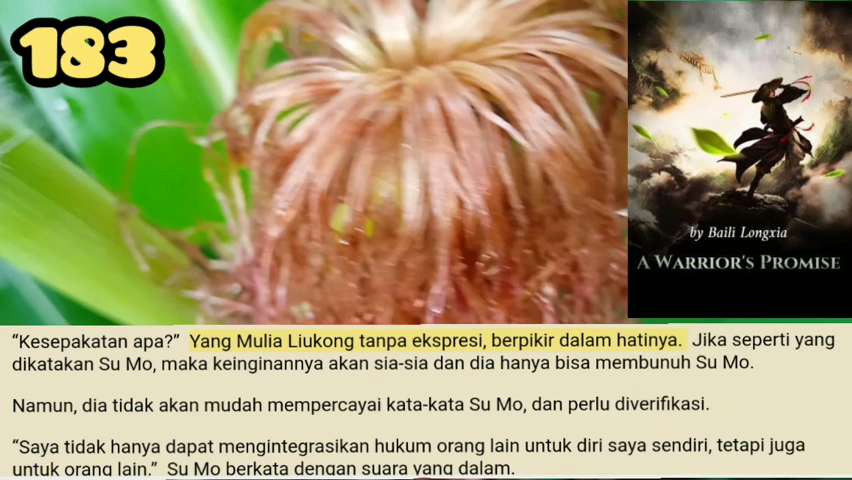 183
by Baili Longxia
A WARRIOR'S PROMISE
“Kesepakatan apa?” Yang Mulia Liukong tanpa ekspresi, berpikir dalam hatinya. Jika seperti yang
dikatakan Su Mo, maka keinginannya akan sia-sia dan dia hanya bisa membunuh Su Mo.
Namun, dia tidak akan mudah mempercayai kata-kata Su Mo, dan perlu diverifikasi.
“Saya tidak hanya dapat mengintegrasikan hukum orang lain untuk diri saya sendiri, tetapi juga
untuk orang lain.” Su Mo berkata dengan suara yang dalam.